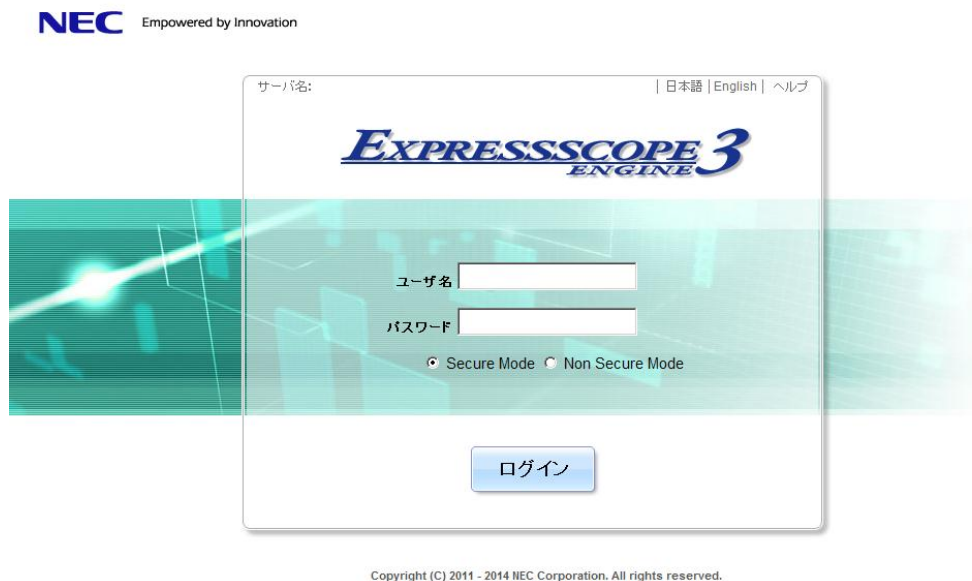 NEC Empowered by Innovation
サーバ名: | 日本語 | English | ヘルプ
EXPRESSSCOPE 3
ENGINE
ユーザ名
パスワード
Secure Mode Non Secure Mode
ログイン
Copyright (C) 2011 - 2014 NEC Corporation. All rights reserved.